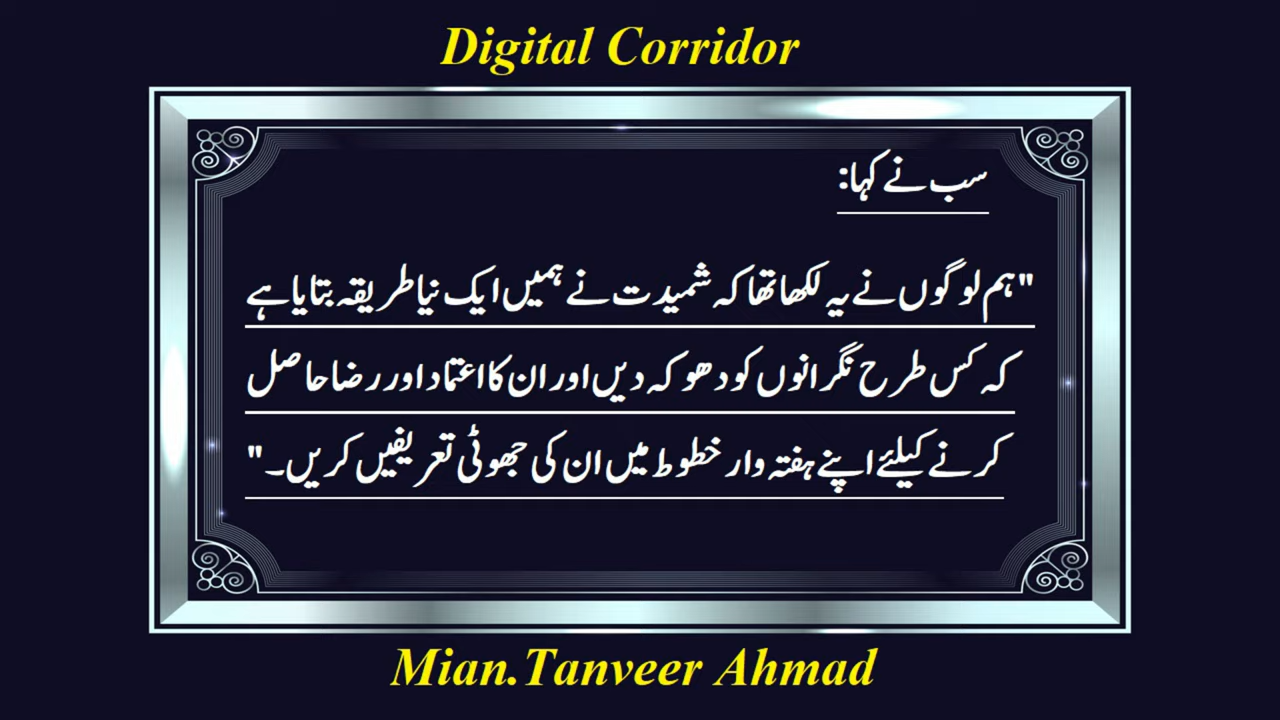 Digital Corridor
سب نے کہا:
"ہم لوگوں نے یہ لکھا تھا کہ شمیدت نے ہمیں ایک نیا طریقہ بتایا ہے
کہ کس طرح نگرانوں کو دھوکہ دیں اور ان کا اعتماد اور رضا حاصل
کرنے کیلئے اپنے ہفتہ وار خطوط میں ان کی جھوٹی تعریفیں کریں۔"
Mian.Tanveer Ahmad